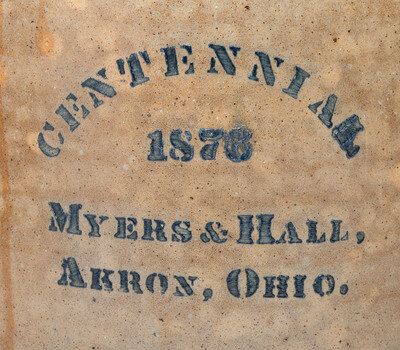 CENTENNIAL
1876
MYERS & HALL,
AKRON, OHIO.